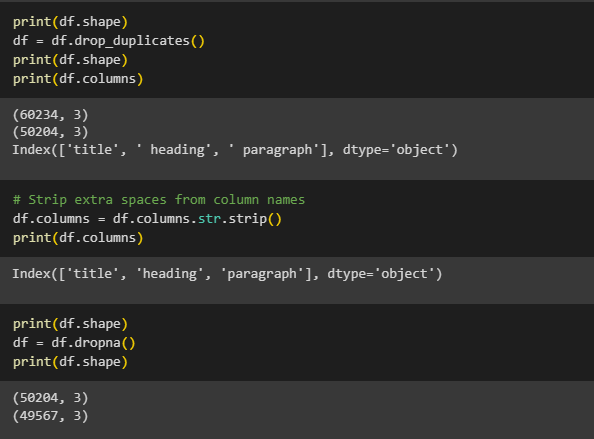 print(df.shape)
df = df.drop_duplicates()
print(df.shape)
print(df.columns)
(60234, 3)
(50204, 3)
Index(['title', ' heading', ' paragraph'], dtype='object')
# Strip extra spaces from column names
df.columns = df.columns.str.strip()
print(df.columns)
Index(['title', 'heading', 'paragraph'], dtype='object')
print(df.shape)
df = df.dropna()
print(df.shape)
(50204, 3)
(49567, 3)